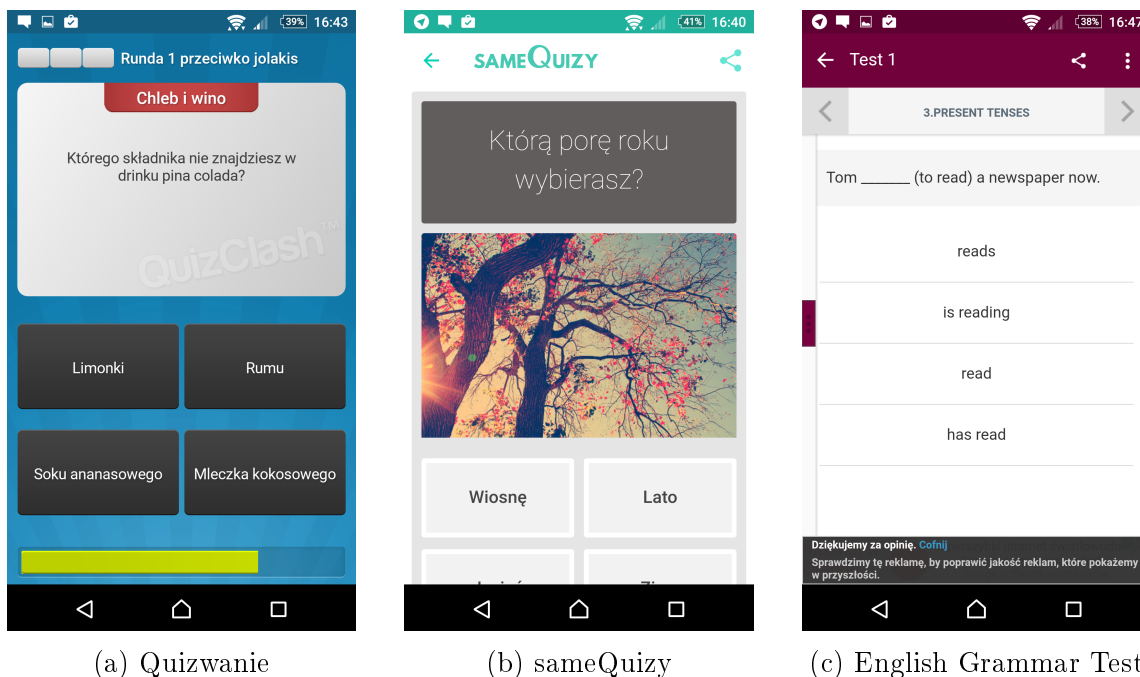 39% 16:43
Runda 1 przeciwko jolakis
Chleb i wino
Którego składnika nie znajdziesz w
drinku pina colada?
QuizClash™
Limonki
Rumu
Soku ananasowego
Mleczka kokosowego
(a) Quizwanie
41% 16:40
SAMEQUIZY
Którą porę roku
wybierasz?
Wiosnę
Lato
(b) sameQuizy
38% 16:47
Test 1
3.PRESENT TENSES
Tom ______ (to read) a newspaper now.
reads
is reading
read
has read
Dziękujemy za opinię. Cofnij
Sprawdzimy tę reklamę, by poprawić jakość reklam, które pokażemy
w przyszłości.
(c) English Grammar Test